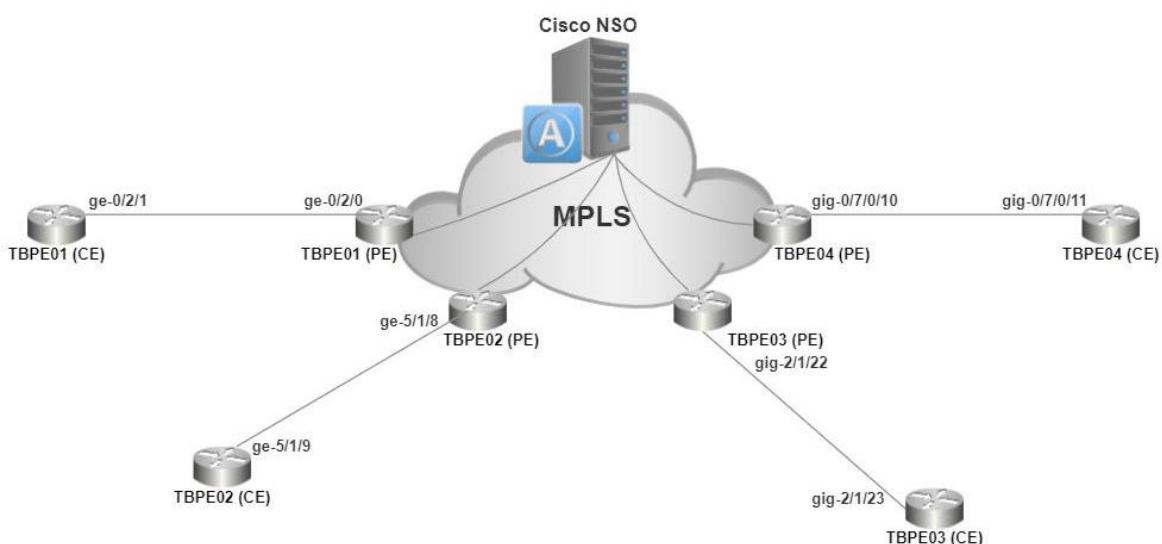 Cisco NSO
A
MPLS
ge-0/2/1
ge-0/2/0
gig-0/7/0/10
gig-0/7/0/11
TBPE01 (CE)
TBPE01 (PE)
TBPE04 (PE)
TBPE04 (CE)
ge-5/1/8
TBPE02 (PE)
TBPE03 (PE)
gig-2/1/22
ge-5/1/9
TBPE02 (CE)
gig-2/1/23
TBPE03 (CE)